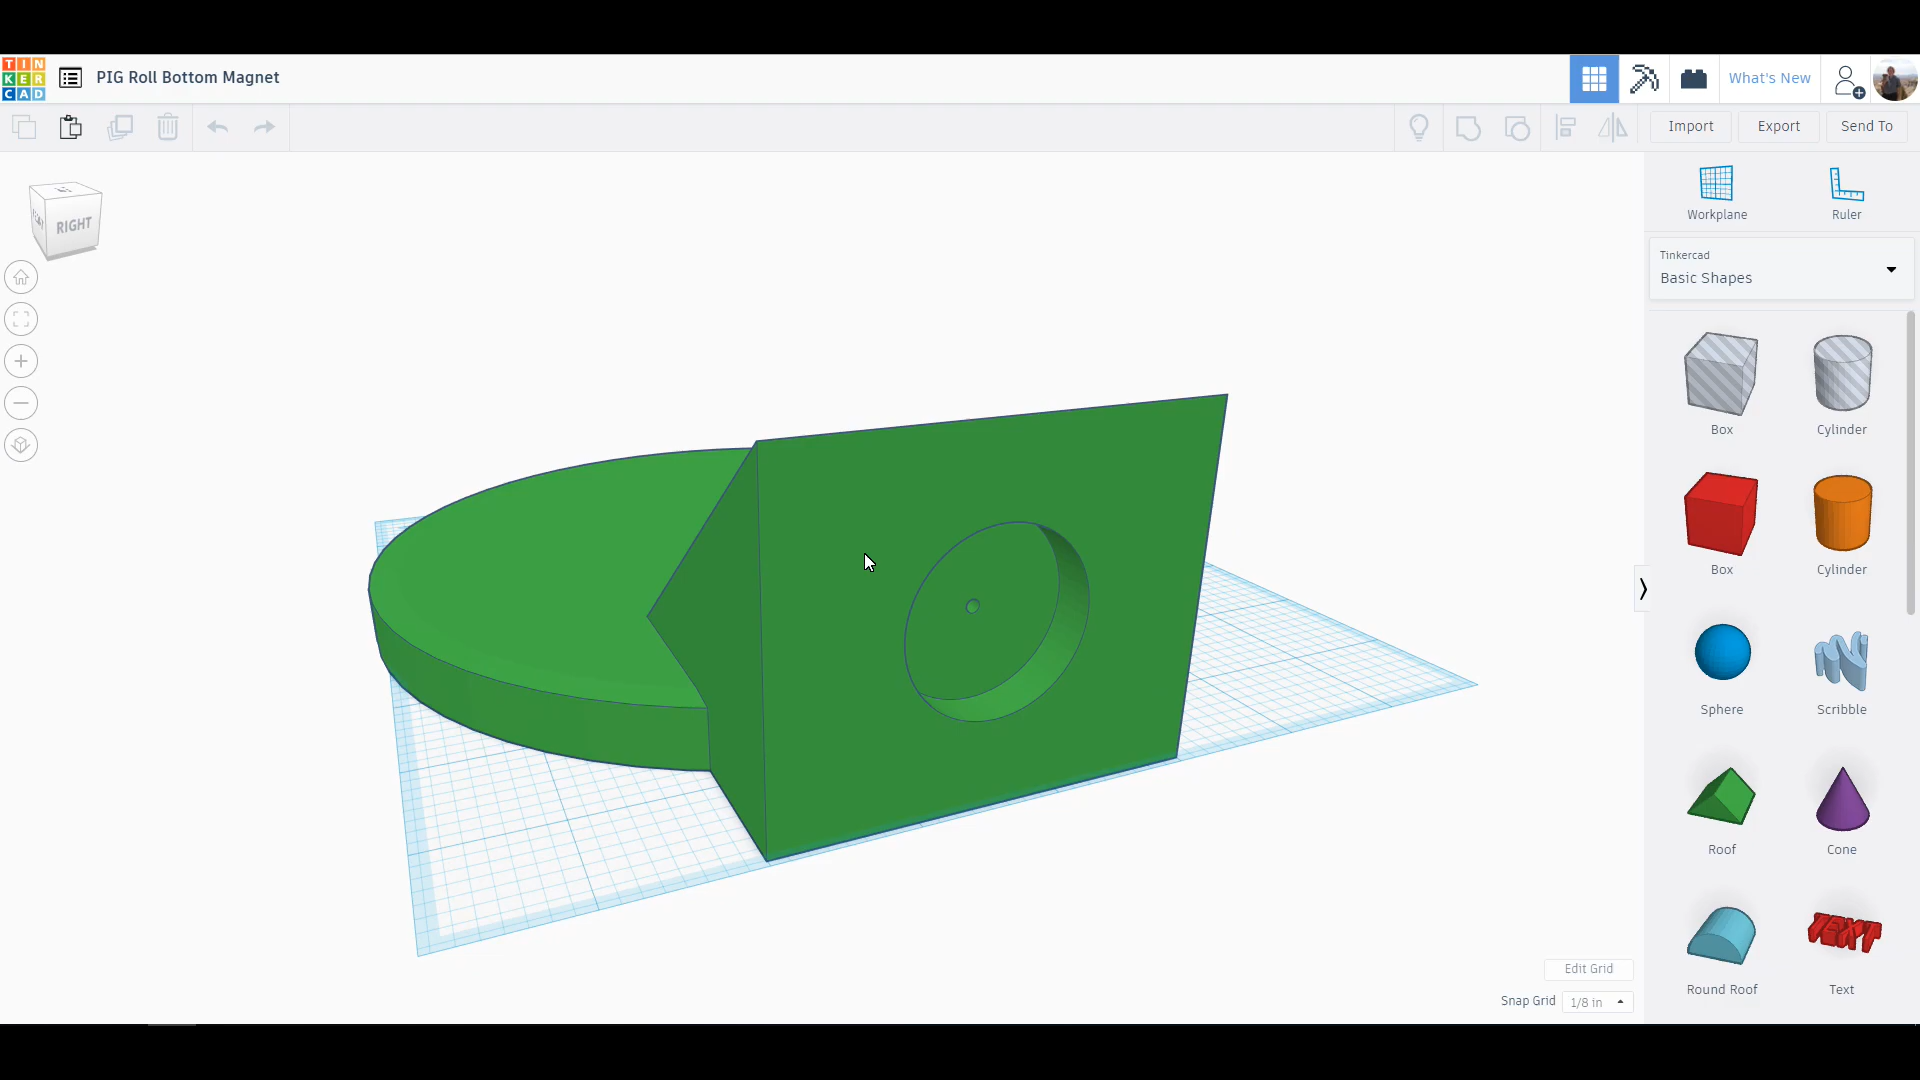 TIN
KER
CAD
PIG Roll Bottom Magnet
What's New
Import
Export
Send To
RIGHT
Workplane
Ruler
Tinkercad
Basic Shapes
Box
Cylinder
Box
Cylinder
Sphere
Scribble
Roof
Cone
TEXT
Round Roof
Text
Edit Grid
Snap Grid
1/8 in